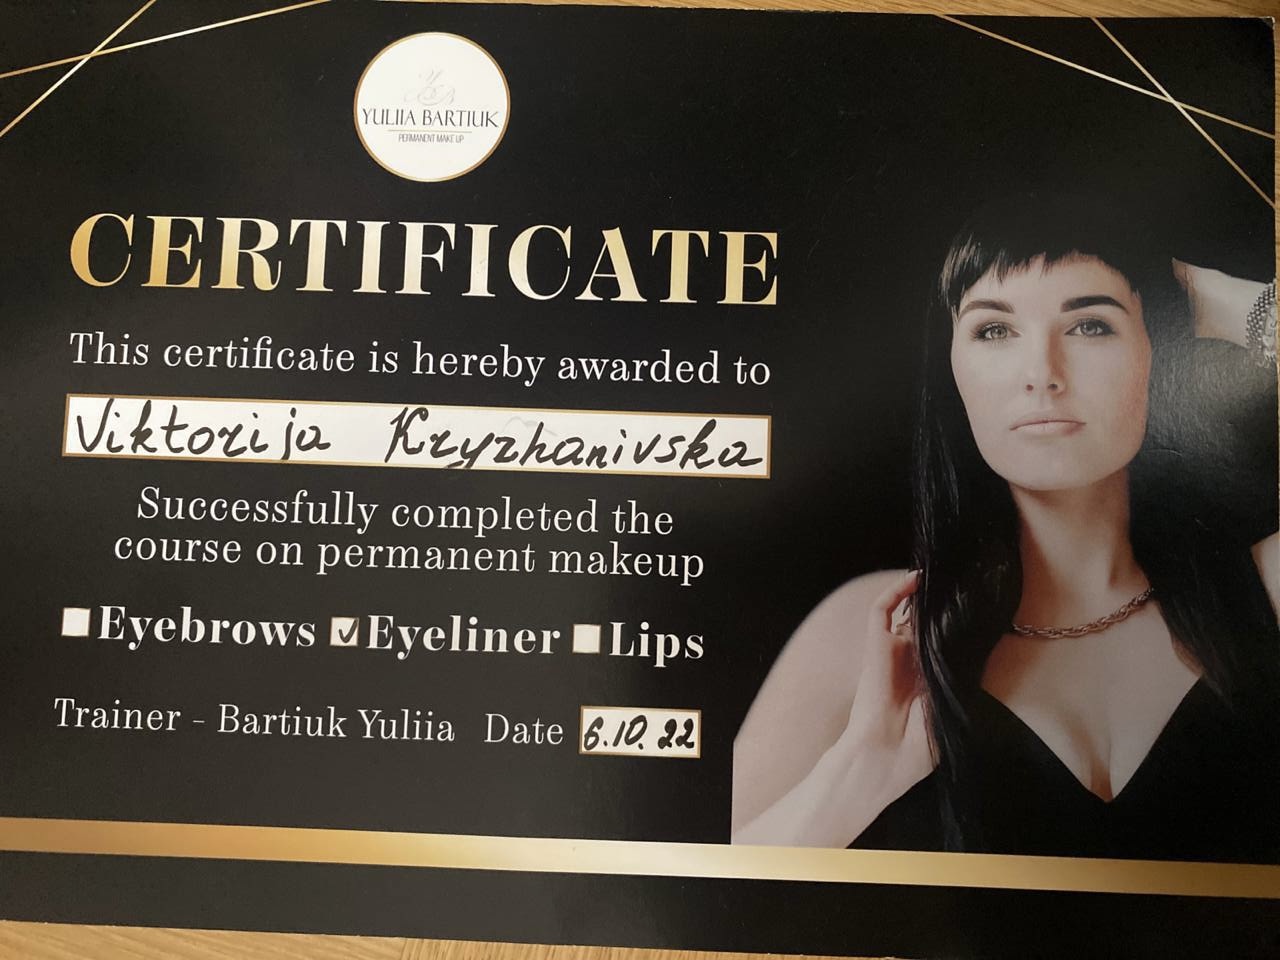 YULIIA BARTIUK
PERMANENT MAKE UP
CERTIFICATE
This certificate is hereby awarded to
Viktorija Kryzhanivska
Successfully completed the
course on permanent makeup
Eyebrows ✓ Eyeliner Lips
Trainer - Bartiuk Yuliia Date 6.10.22